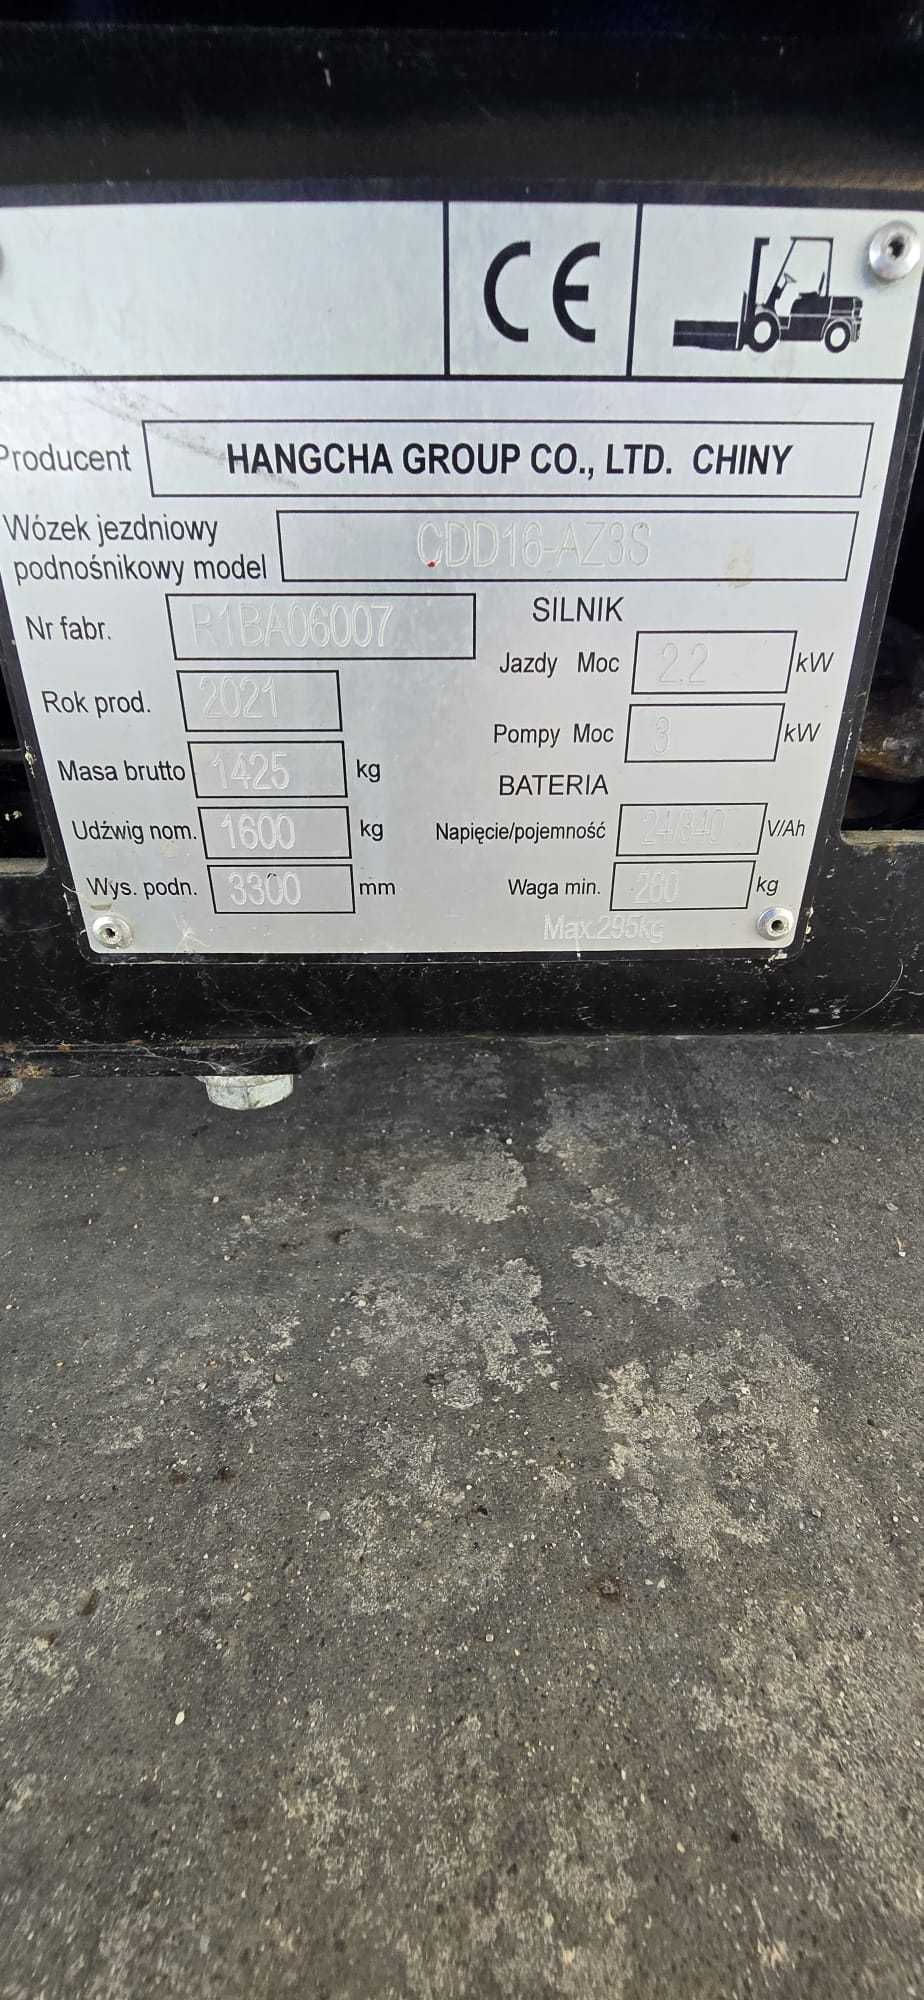 CE
Producent HANGCHA GROUP CO., LTD. CHINY
Wózek jezdniowy
podnośnikowy model CDD16-AZ3S
Nr fabr. R1BA06007
Rok prod. 2021
Masa brutto 1425 kg
Udźwig nom. 1600 kg
Wys. podn. 3300 mm
SILNIK
Jazdy Moc 2.2 kW
Pompy Moc 3 kW
BATERIA
Napięcie/pojemność V/Ah
Waga min. 260 kg
Max.295kg